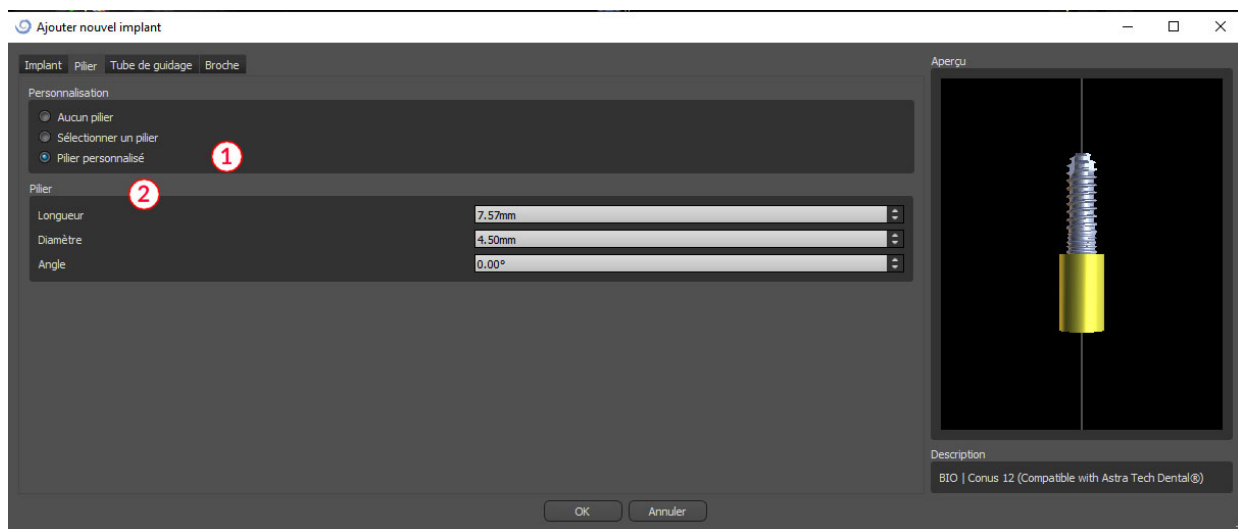 Ajouter nouvel implant
Implant Pilier Tube de guidage Broche
Personnalisation
Aucun pilier
Sélectionner un pilier
Pilier personnalisé
1
Pilier
2
Longueur 7.57mm
Diamètre 4.50mm
Angle 0.00°
Aperçu
Description
BIO | Conus 12 (Compatible with Astra Tech Dental®)
OK Annuler